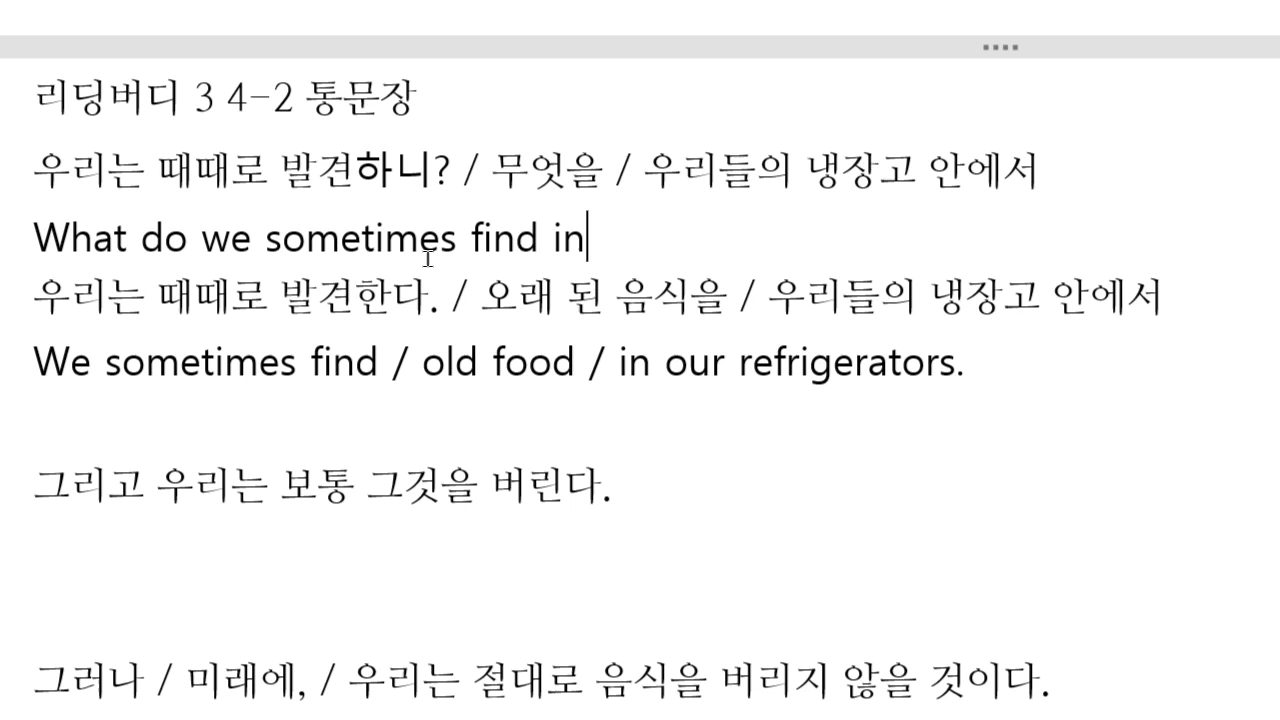 리딩버디 3 4-2 통문장
우리는 때때로 발견하니? / 무엇을 / 우리들의 냉장고 안에서
What do we sometimes find in
우리는 때때로 발견한다. / 오래 된 음식을 / 우리들의 냉장고 안에서
We sometimes find / old food / in our refrigerators.
그리고 우리는 보통 그것을 버린다.
그러나 / 미래에, / 우리는 절대로 음식을 버리지 않을 것이다.